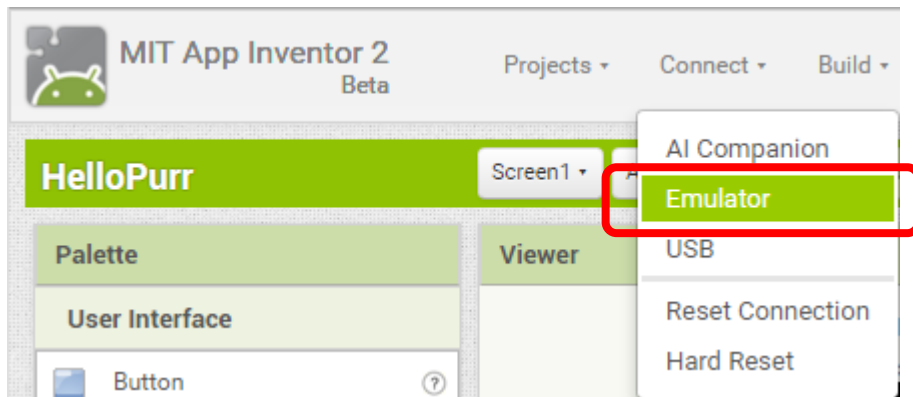 MIT App Inventor 2
Beta
Projects
Connect
Build
AI Companion
HelloPurr
Screen1
A
Emulator
Palette
Viewer
USB
User Interface
Reset Connection
Button
?
Hard Reset